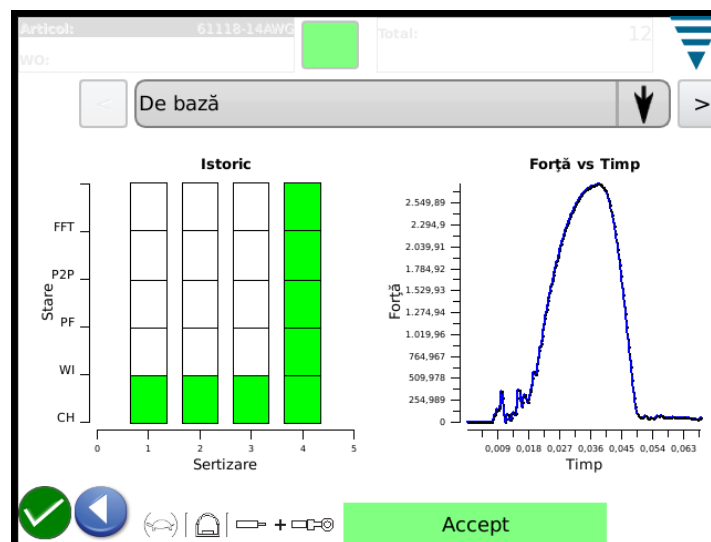 Articol: 61118-14AWG
Total: 12
WO:
<
De bază
>
Istoric
Stare
FFT
P2P
PF
WI
CH
0 1 2 3 4 5
Sertizare
Forţă vs Timp
Forţă
2.549,89
2.294,9
2.039,91
1.784,92
1.529,93
1.274,94
1.019,96
764,967
509,978
254,989
0
0,009 0,018 0,027 0,036 0,045 0,054 0,063
Timp
+
Accept